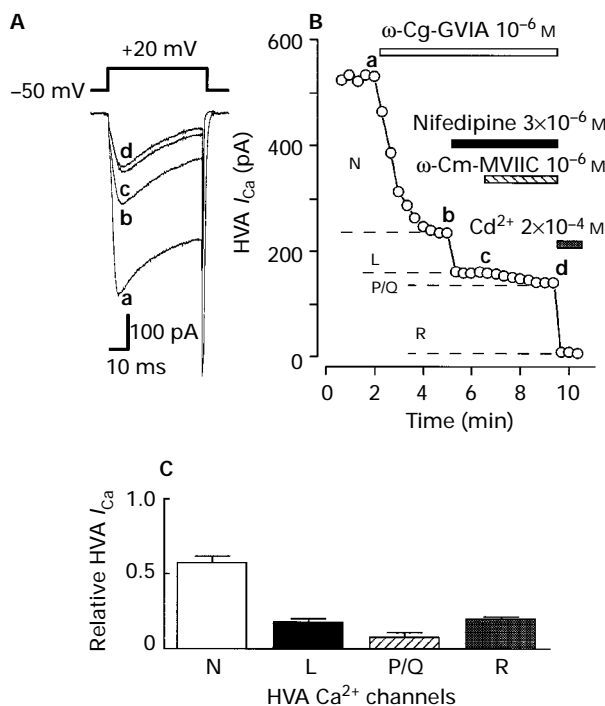 A
+20 mV
−50 mV
d
c
b
a
100 pA
10 ms
B
ω-Cg-GVIA 10⁻⁶ M
600
a
Nifedipine 3×10⁻⁶ M
ω-Cm-MVIIC 10⁻⁶ M
N
400
HVA I_Ca (pA)
b
Cd²⁺ 2×10⁻⁴ M
200
L
c
d
P/Q
R
0
0 2 4 6 8 10
Time (min)
C
1.0
Relative HVA I_Ca
0.5
0
N L P/Q R
HVA Ca²⁺ channels